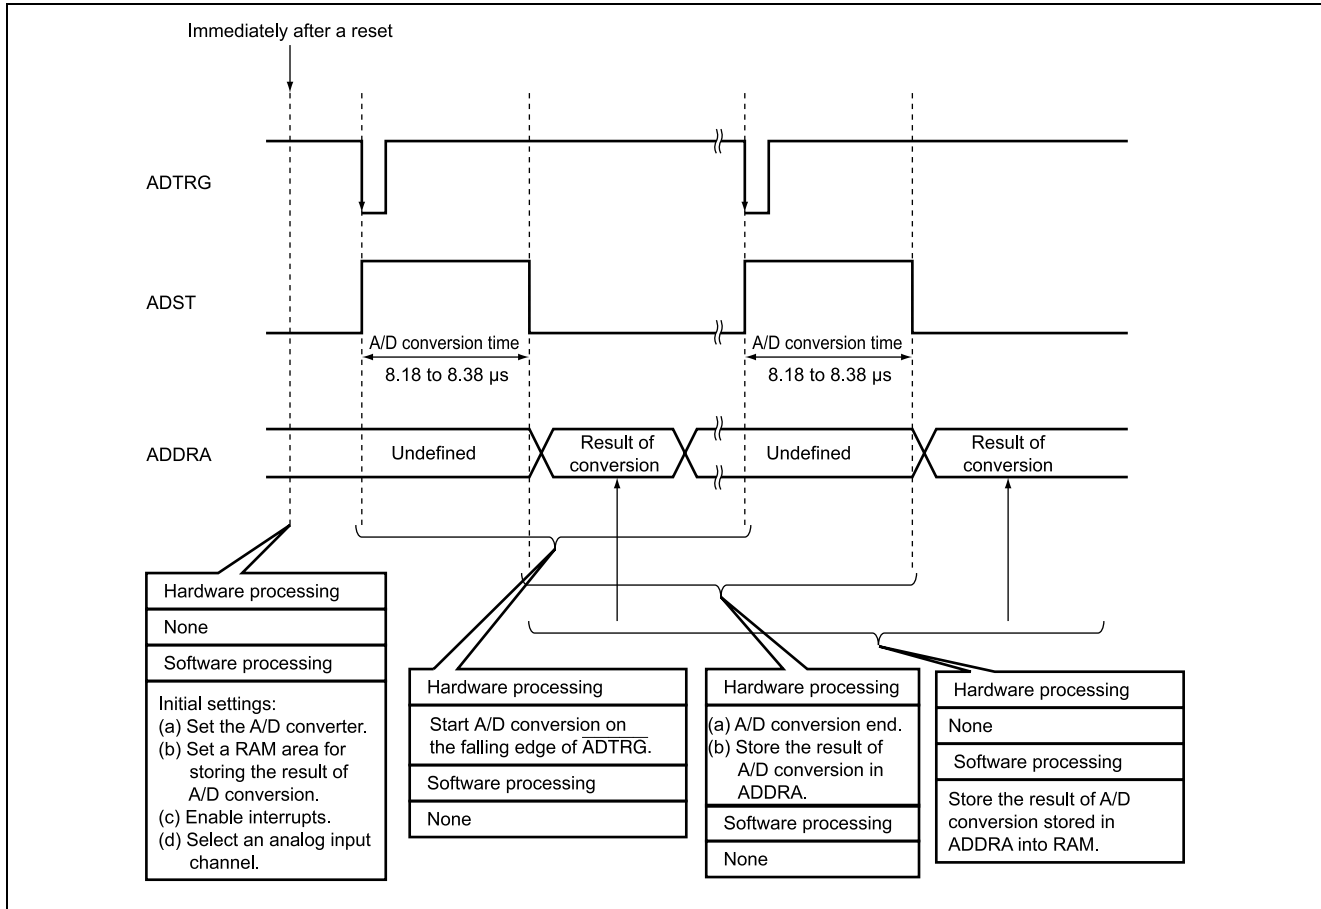 Immediately after a reset
ADTRG
ADST
A/D conversion time
8.18 to 8.38 µs
A/D conversion time
8.18 to 8.38 µs
ADDRA
Undefined
Result of
conversion
Undefined
Result of
conversion
Hardware processing
None
Software processing
Initial settings:
(a) Set the A/D converter.
(b) Set a RAM area for
storing the result of
A/D conversion.
(c) Enable interrupts.
(d) Select an analog input
channel.
Hardware processing
Start A/D conversion on
the falling edge of ADTRG.
Software processing
None
Hardware processing
(a) A/D conversion end.
(b) Store the result of
A/D conversion in
ADDRA.
Software processing
None
Hardware processing
None
Software processing
Store the result of A/D
conversion stored in
ADDRA into RAM.